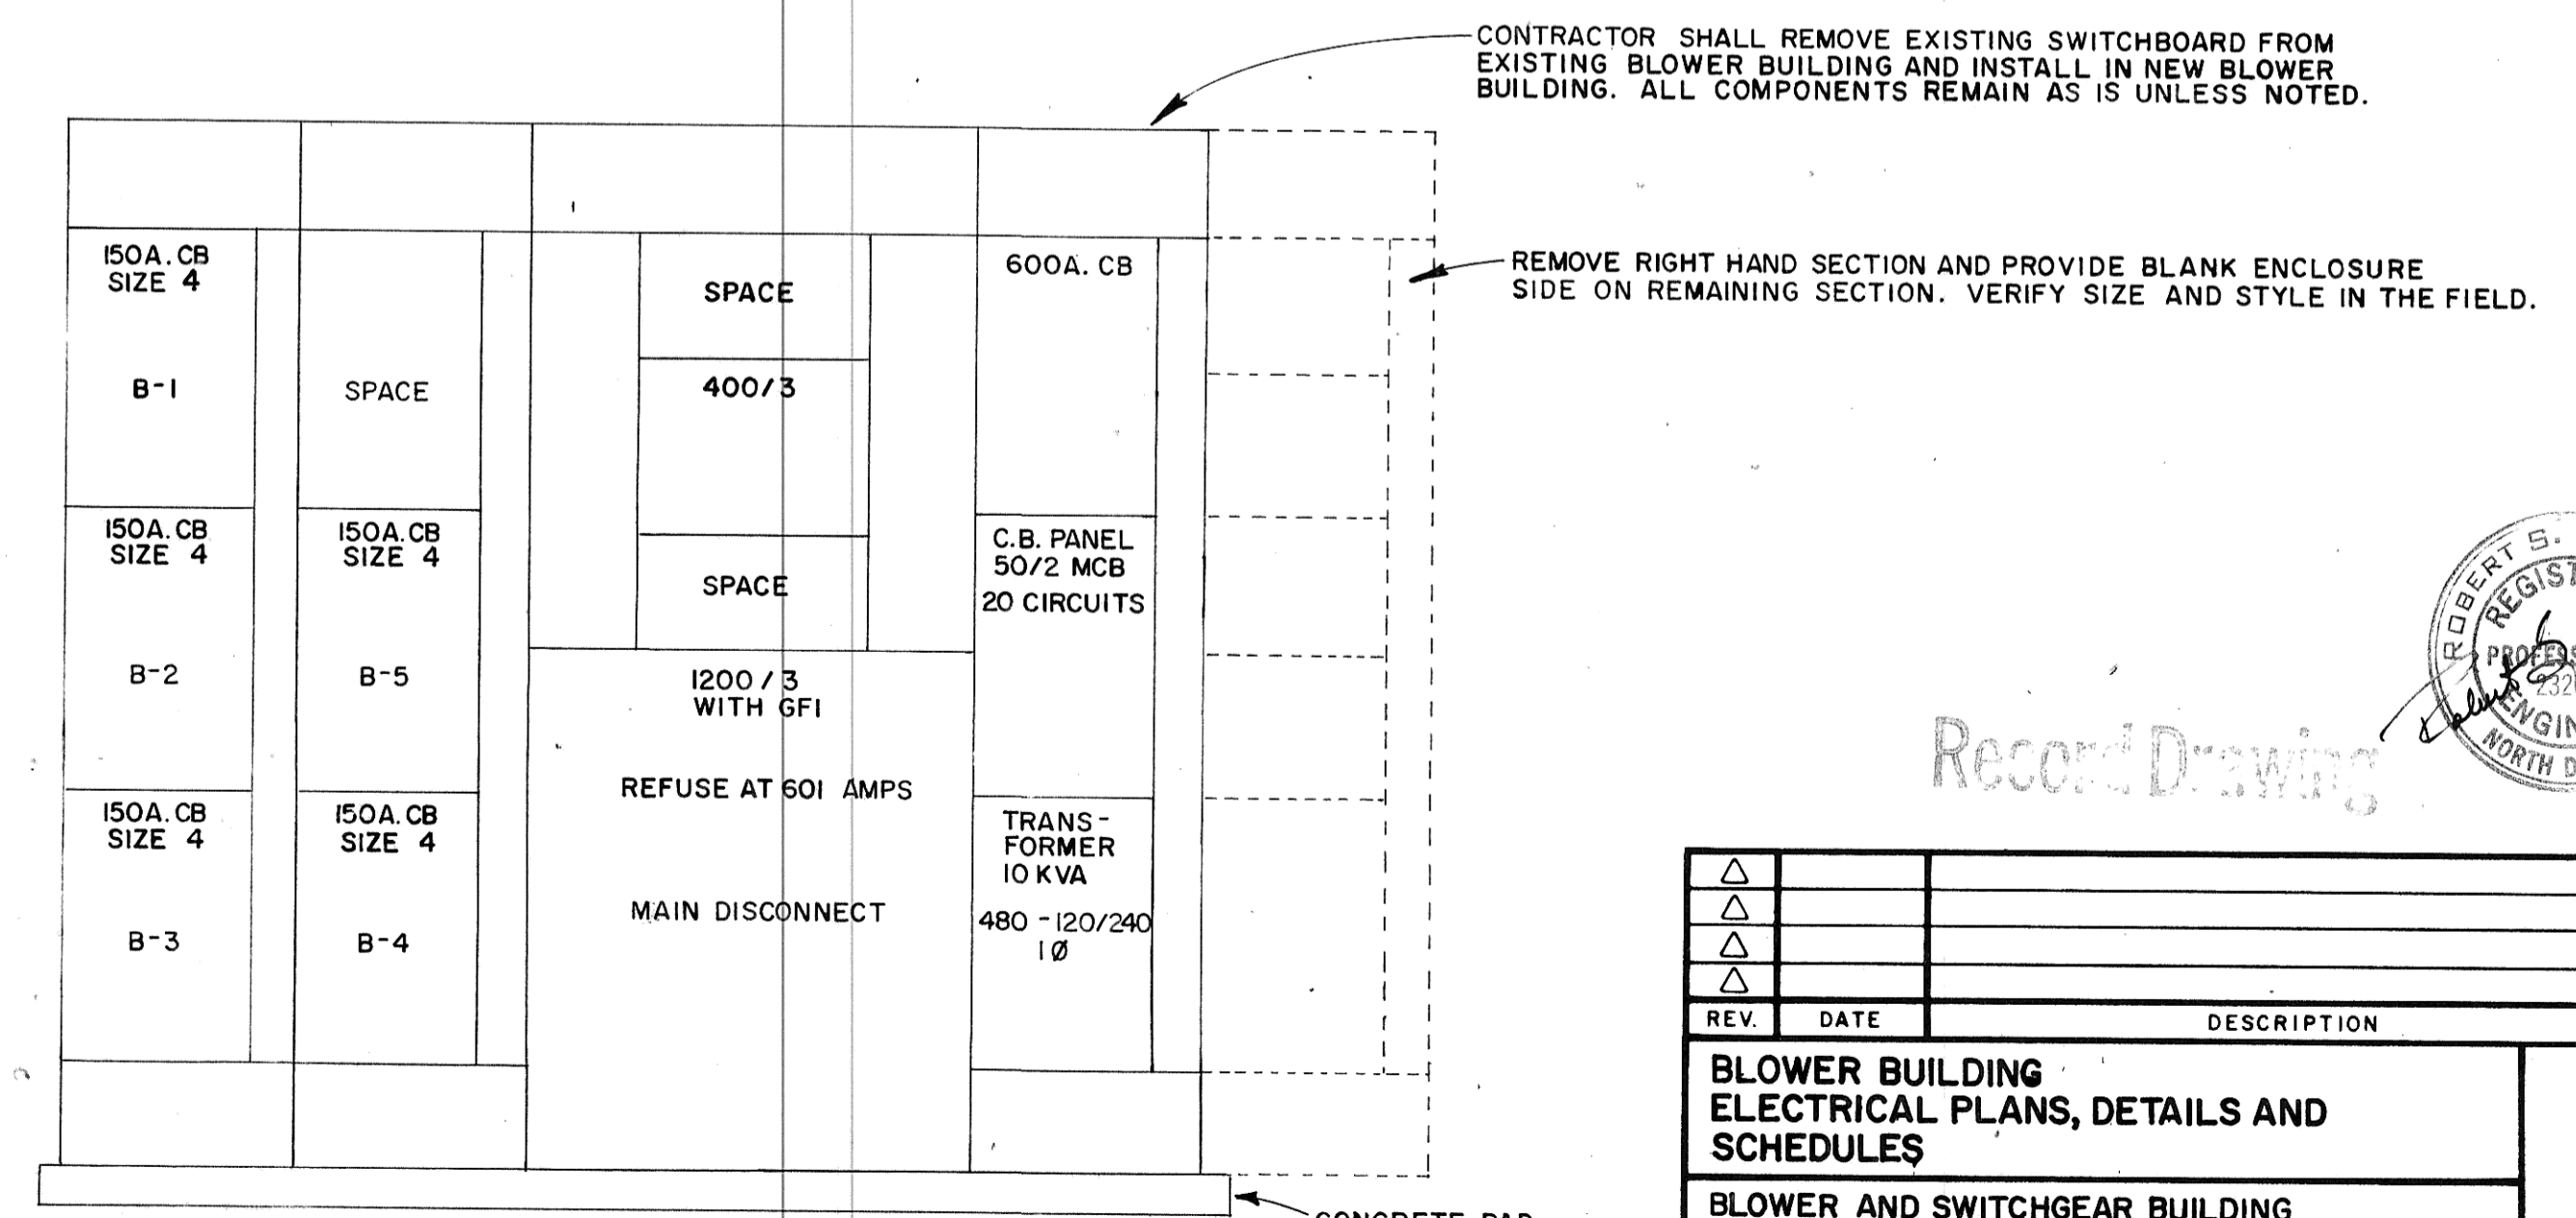 CONTRACTOR SHALL REMOVE EXISTING SWITCHBOARD FROM
EXISTING BLOWER BUILDING AND INSTALL IN NEW BLOWER
BUILDING. ALL COMPONENTS REMAIN AS IS UNLESS NOTED.
REMOVE RIGHT HAND SECTION AND PROVIDE BLANK ENCLOSURE
SIDE ON REMAINING SECTION. VERIFY SIZE AND STYLE IN THE FIELD.
150A. CB
SIZE 4
B-1
150A. CB
SIZE 4
B-2
150A. CB
SIZE 4
B-3
SPACE
150A. CB
SIZE 4
B-5
150A. CB
SIZE 4
B-4
SPACE
400/3
SPACE
1200 / 3
WITH GFI
REFUSE AT 601 AMPS
MAIN DISCONNECT
600A. CB
C.B. PANEL
50/2 MCB
20 CIRCUITS
TRANS-
FORMER
10 KVA
480 - 120/240
1Ø
CONCRETE PAD
ROBERT S.
NORTH
Record Drawing
REV. DATE DESCRIPTION
BLOWER BUILDING
ELECTRICAL PLANS, DETAILS AND
SCHEDULES
BLOWER AND SWITCHGEAR BUILDING